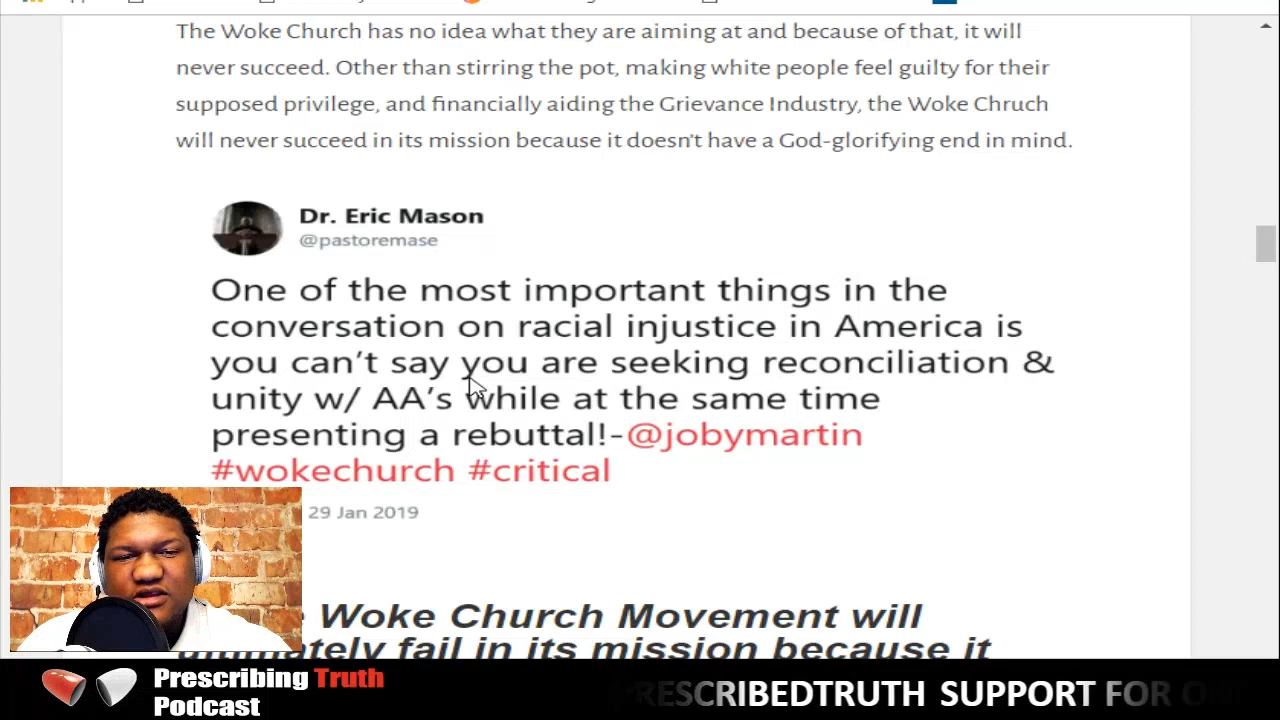 The Woke Church has no idea what they are aiming at and because of that, it will
never succeed. Other than stirring the pot, making white people feel guilty for their
supposed privilege, and financially aiding the Grievance Industry, the Woke Chruch
will never succeed in its mission because it doesn't have a God-glorifying end in mind.
Dr. Eric Mason
@pastoremase
One of the most important things in the
conversation on racial injustice in America is
you can't say you are seeking reconciliation &
unity w/ AA's while at the same time
presenting a rebuttal!-@jobymartin
#wokechurch #critical
29 Jan 2019
Woke Church Movement will
fail in its mission because it
Prescribing Truth
Podcast
PRESCRIBEDTRUTH SUPPORT FOR